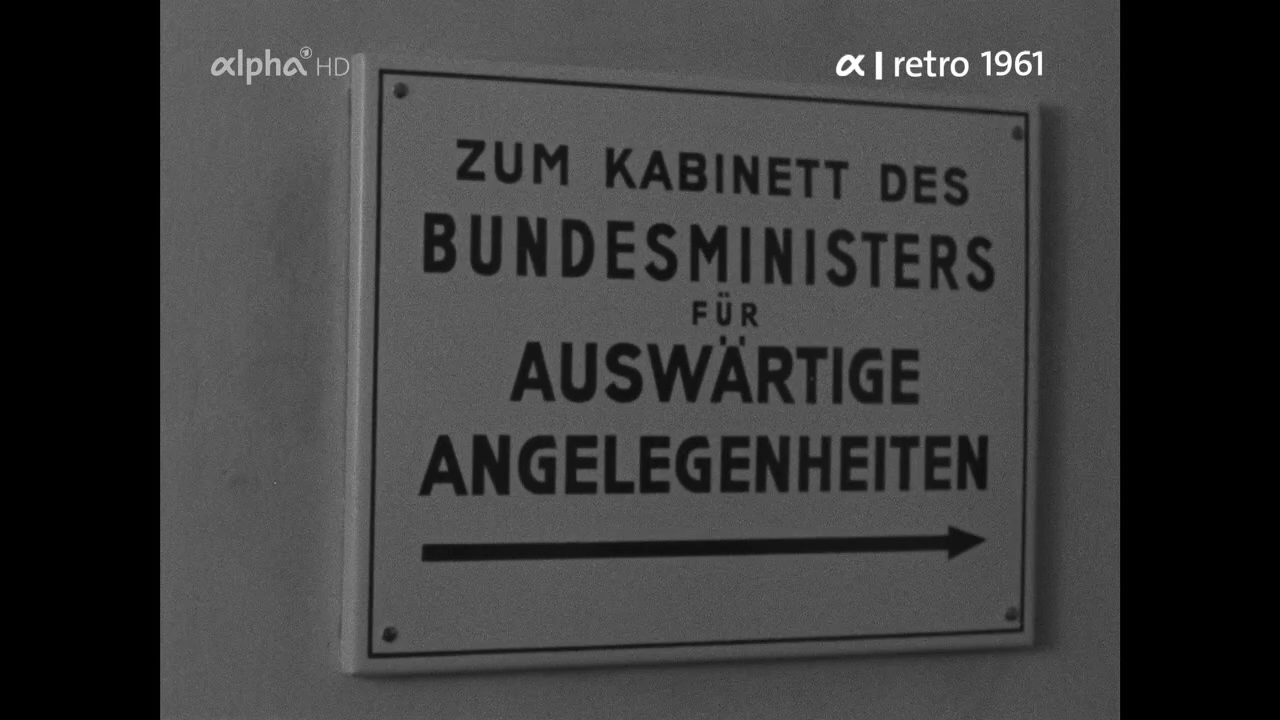 alpha HD
α | retro 1961
ZUM KABINETT DES
BUNDESMINISTERS
FÜR
AUSWÄRTIGE
ANGELEGENHEITEN